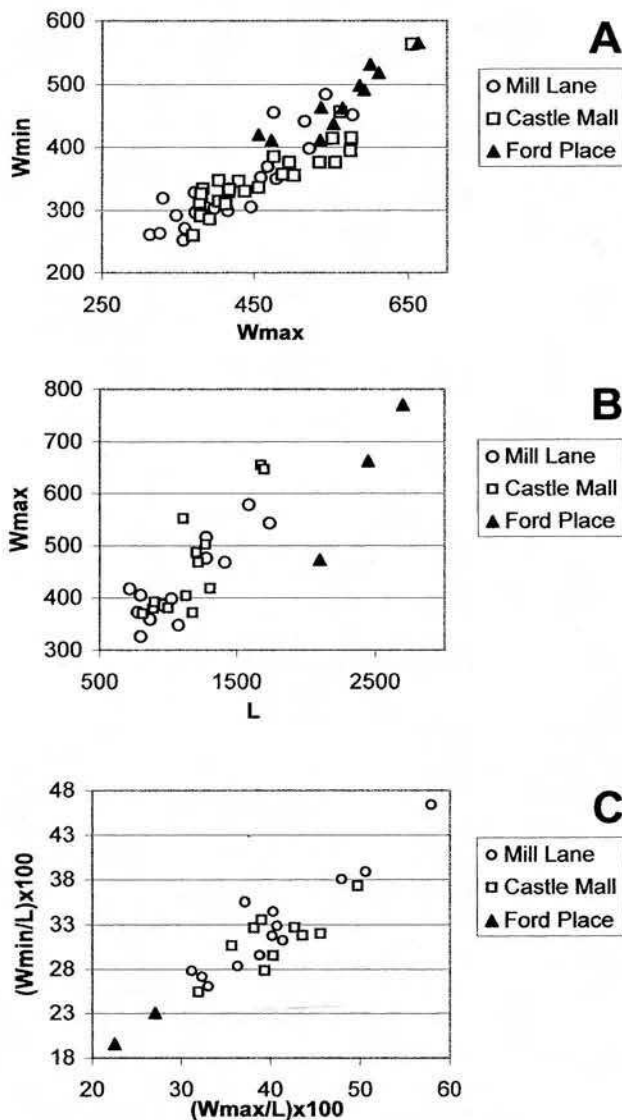 A
600
500
400
300
200
Wmin
250
450
650
Wmax
Mill Lane
Castle Mall
Ford Place
B
800
700
600
500
400
300
Wmax
500
1500
2500
L
Mill Lane
Castle Mall
Ford Place
C
48
43
38
33
28
23
18
(Wmin/L)x100
20
30
40
50
60
(Wmax/L)x100
Mill Lane
Castle Mall
Ford Place